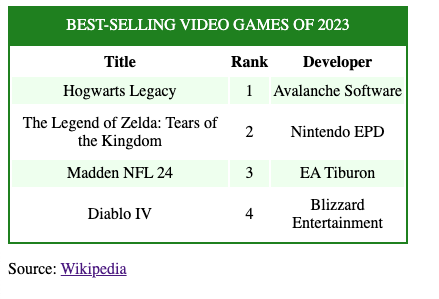 BEST-SELLING VIDEO GAMES OF 2023
Title Rank Developer
Hogwarts Legacy 1 Avalanche Software
The Legend of Zelda: Tears of
the Kingdom 2 Nintendo EPD
Madden NFL 24 3 EA Tiburon
Diablo IV 4 Blizzard
Entertainment
Source: Wikipedia